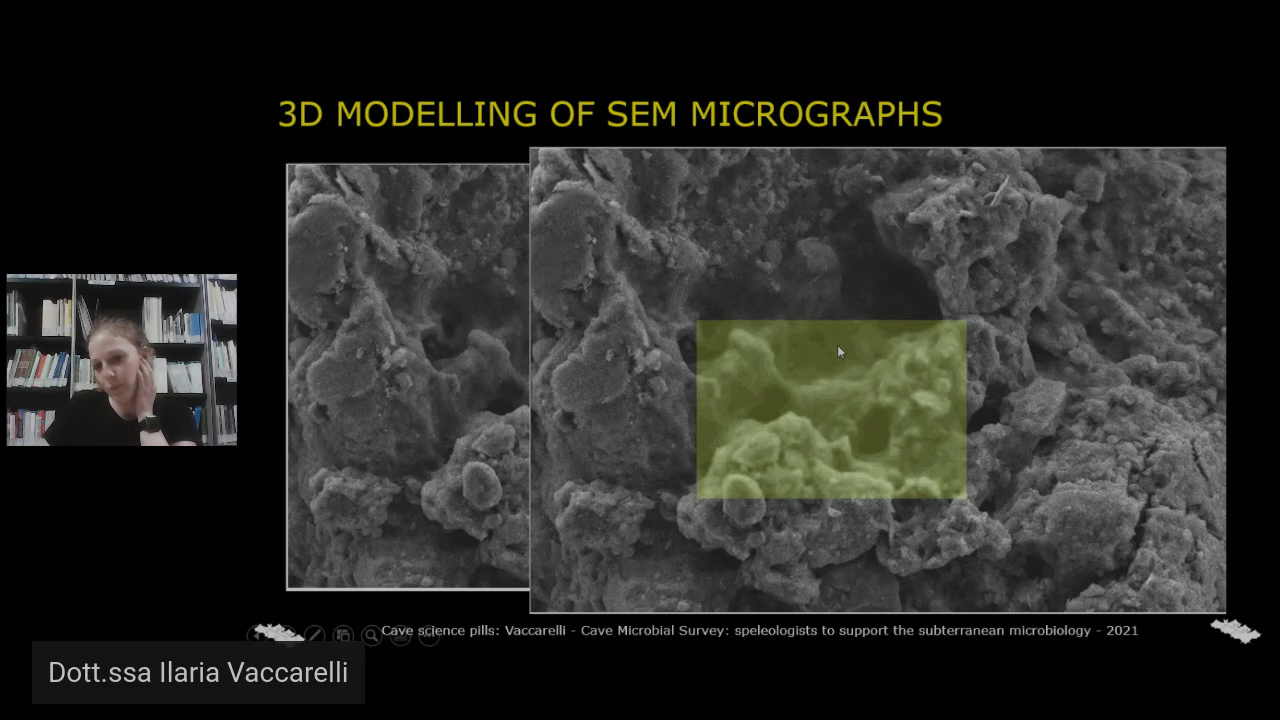 3D MODELLING OF SEM MICROGRAPHS
Cave science pills: Vaccarelli - Cave Microbial Survey: speleologists to support the subterranean microbiology - 2021
Dott.ssa Ilaria Vaccarelli